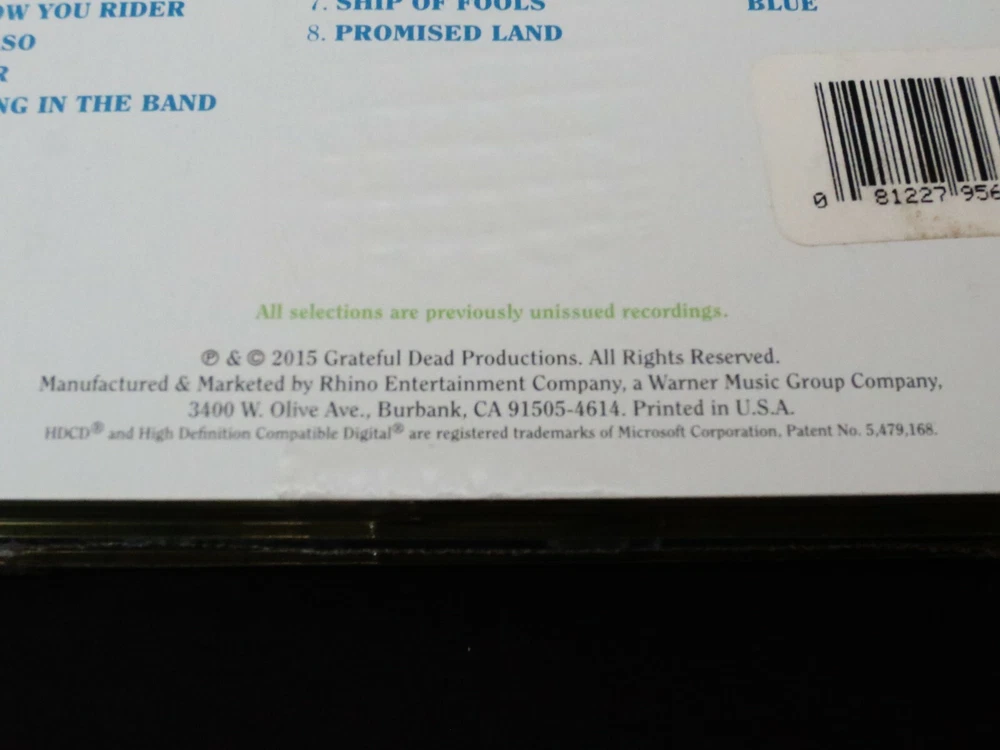 OW YOU RIDER
SO
R
NG IN THE BAND
7. SHIP OF FOOLS
8. PROMISED LAND
BLUE
0 81227 956
All selections are previously unissued recordings.
℗ & © 2015 Grateful Dead Productions. All Rights Reserved.
Manufactured & Marketed by Rhino Entertainment Company, a Warner Music Group Company,
3400 W. Olive Ave., Burbank, CA 91505-4614. Printed in U.S.A.
HDCD® and High Definition Compatible Digital® are registered trademarks of Microsoft Corporation, Patent No. 5,479,168.